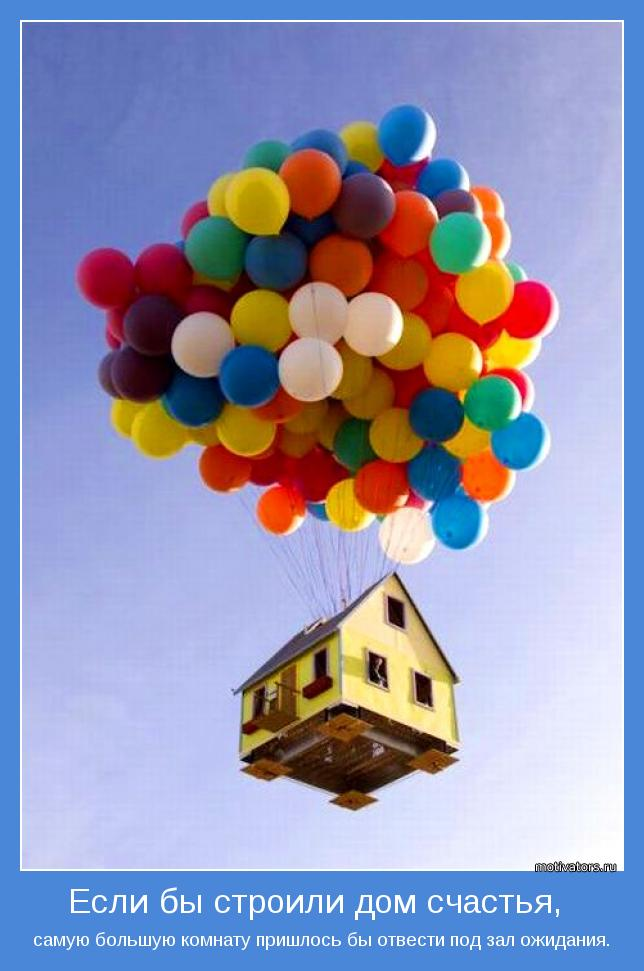 motivators.ru
Если бы строили дом счастья,
самую большую комнату пришлось бы отвести под зал ожидания.